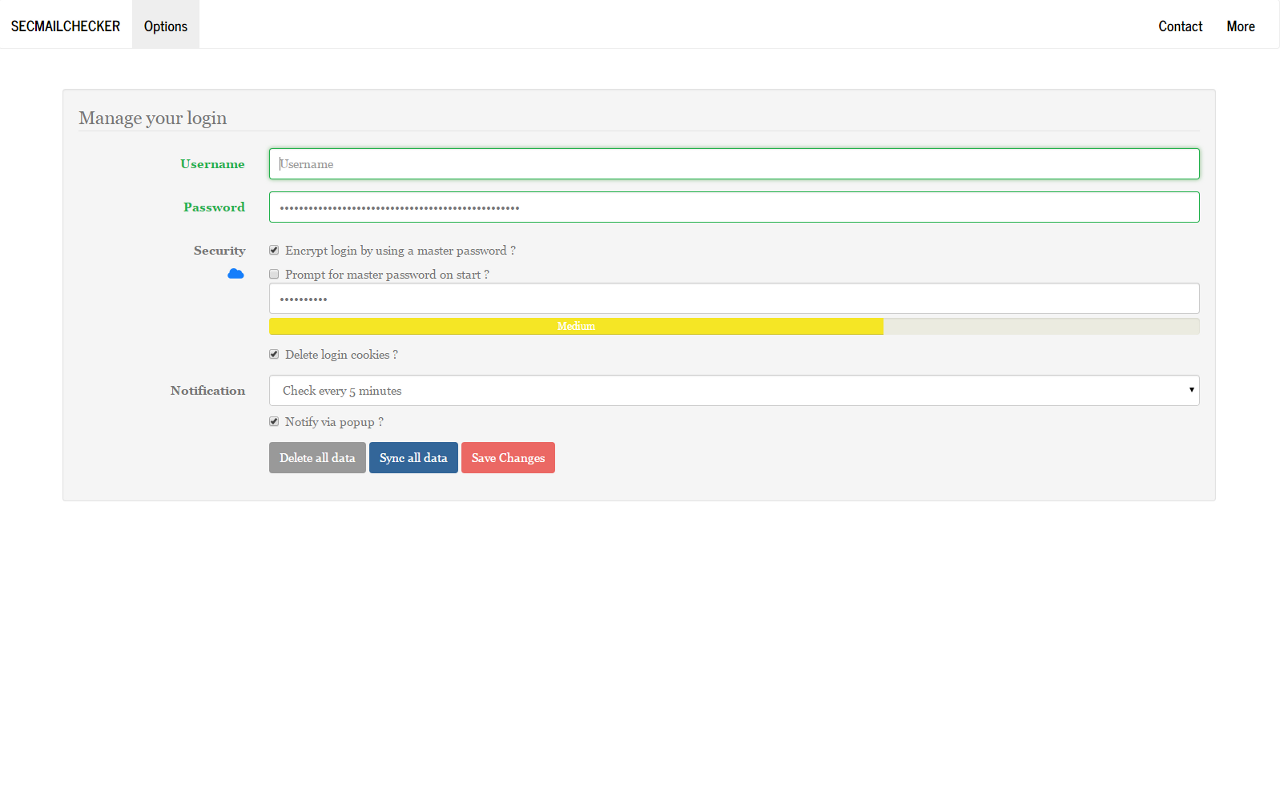 SECMAILCHECKER Options Contact More
Manage your login
Username Username
Password ••••••••••••••••••••••••••••••••••••••••••••••••
Security Encrypt login by using a master password ?
Prompt for master password on start ?
••••••••••
Medium
Delete login cookies ?
Notification Check every 5 minutes
Notify via popup ?
Delete all data Sync all data Save Changes